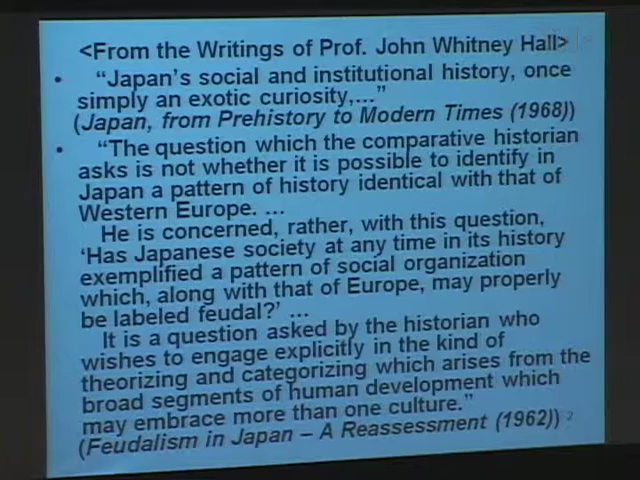 <From the Writings of Prof. John Whitney Hall>
• "Japan's social and institutional history, once
simply an exotic curiosity,..."
(Japan, from Prehistory to Modern Times (1968))
• "The question which the comparative historian
asks is not whether it is possible to identify in
Japan a pattern of history identical with that of
Western Europe. ...
He is concerned, rather, with this question,
'Has Japanese society at any time in its history
exemplified a pattern of social organization
which, along with that of Europe, may properly
be labeled feudal?' ...
It is a question asked by the historian who
wishes to engage explicitly in the kind of
theorizing and categorizing which arises from the
broad segments of human development which
may embrace more than one culture."
(Feudalism in Japan – A Reassessment (1962)) 2